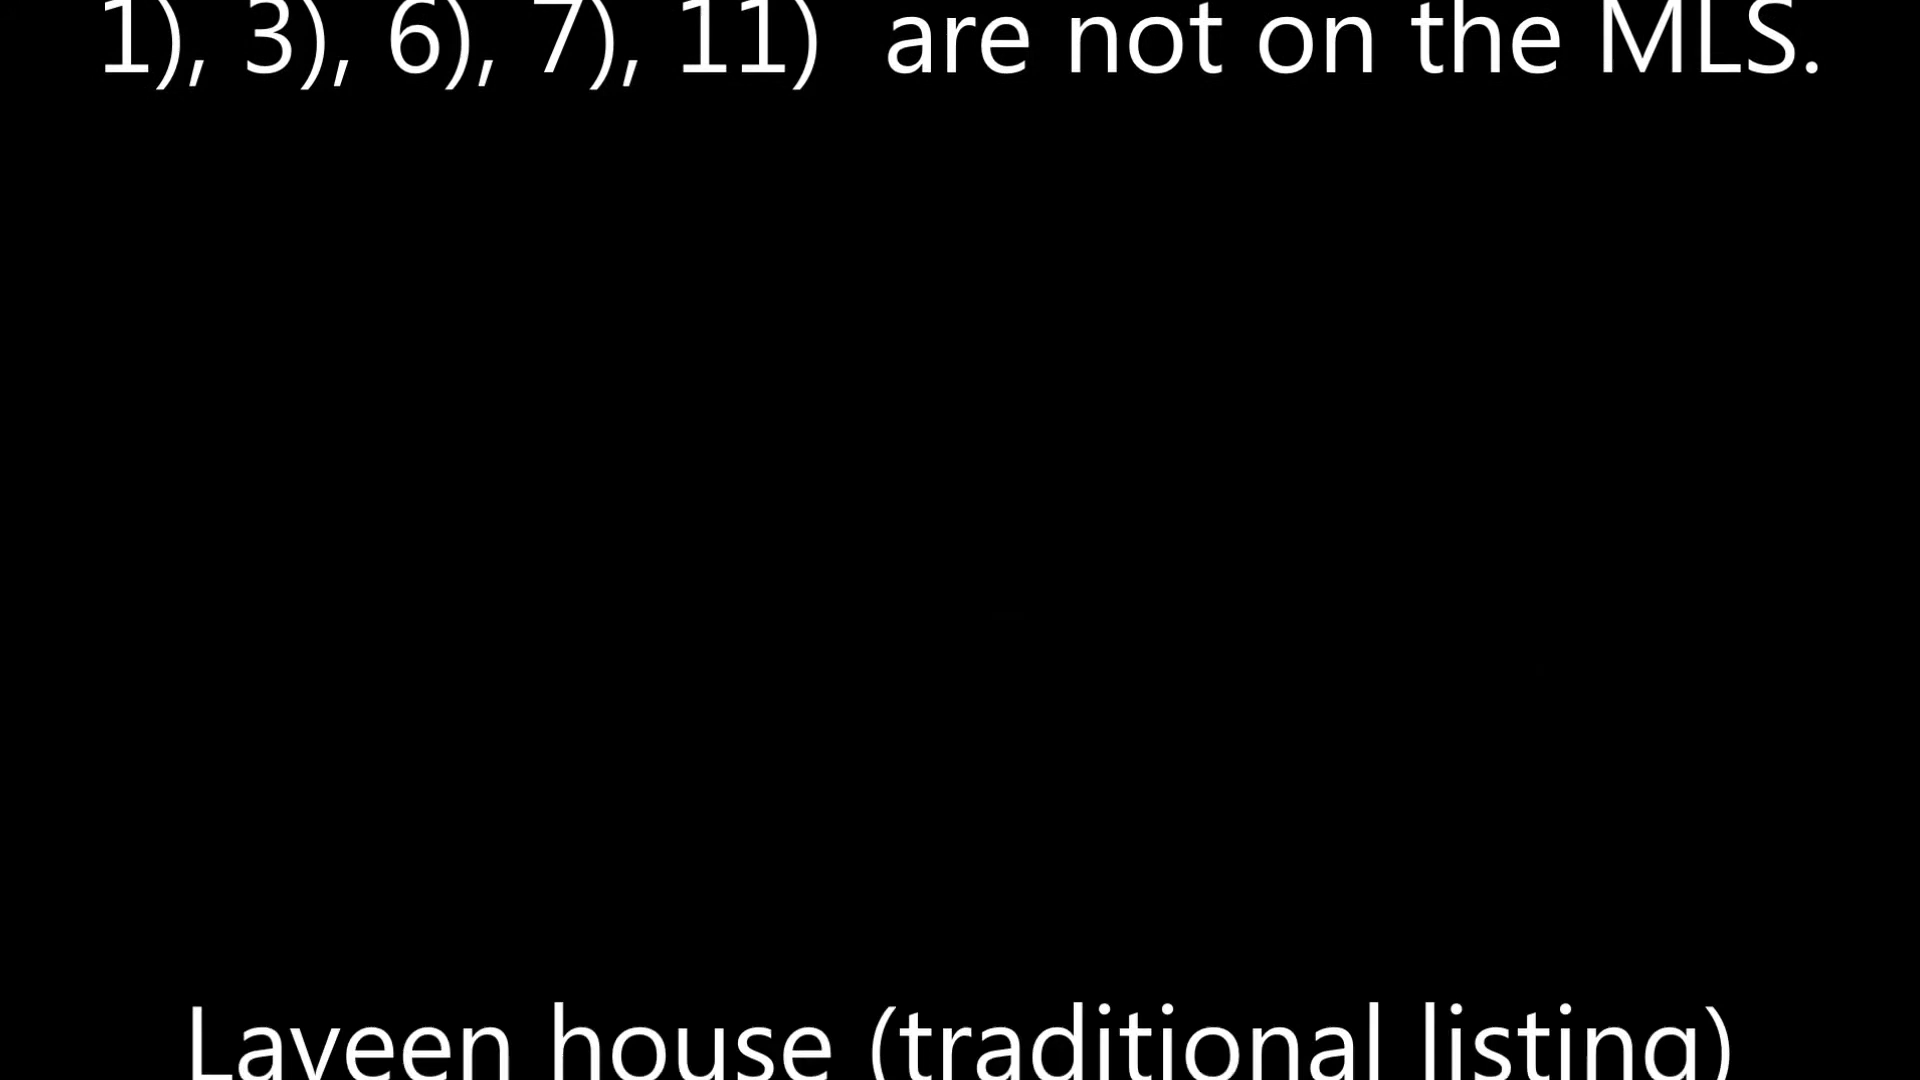 1), 3), 6), 7), 11) are not on the MLS.
Laveen house (traditional listing)